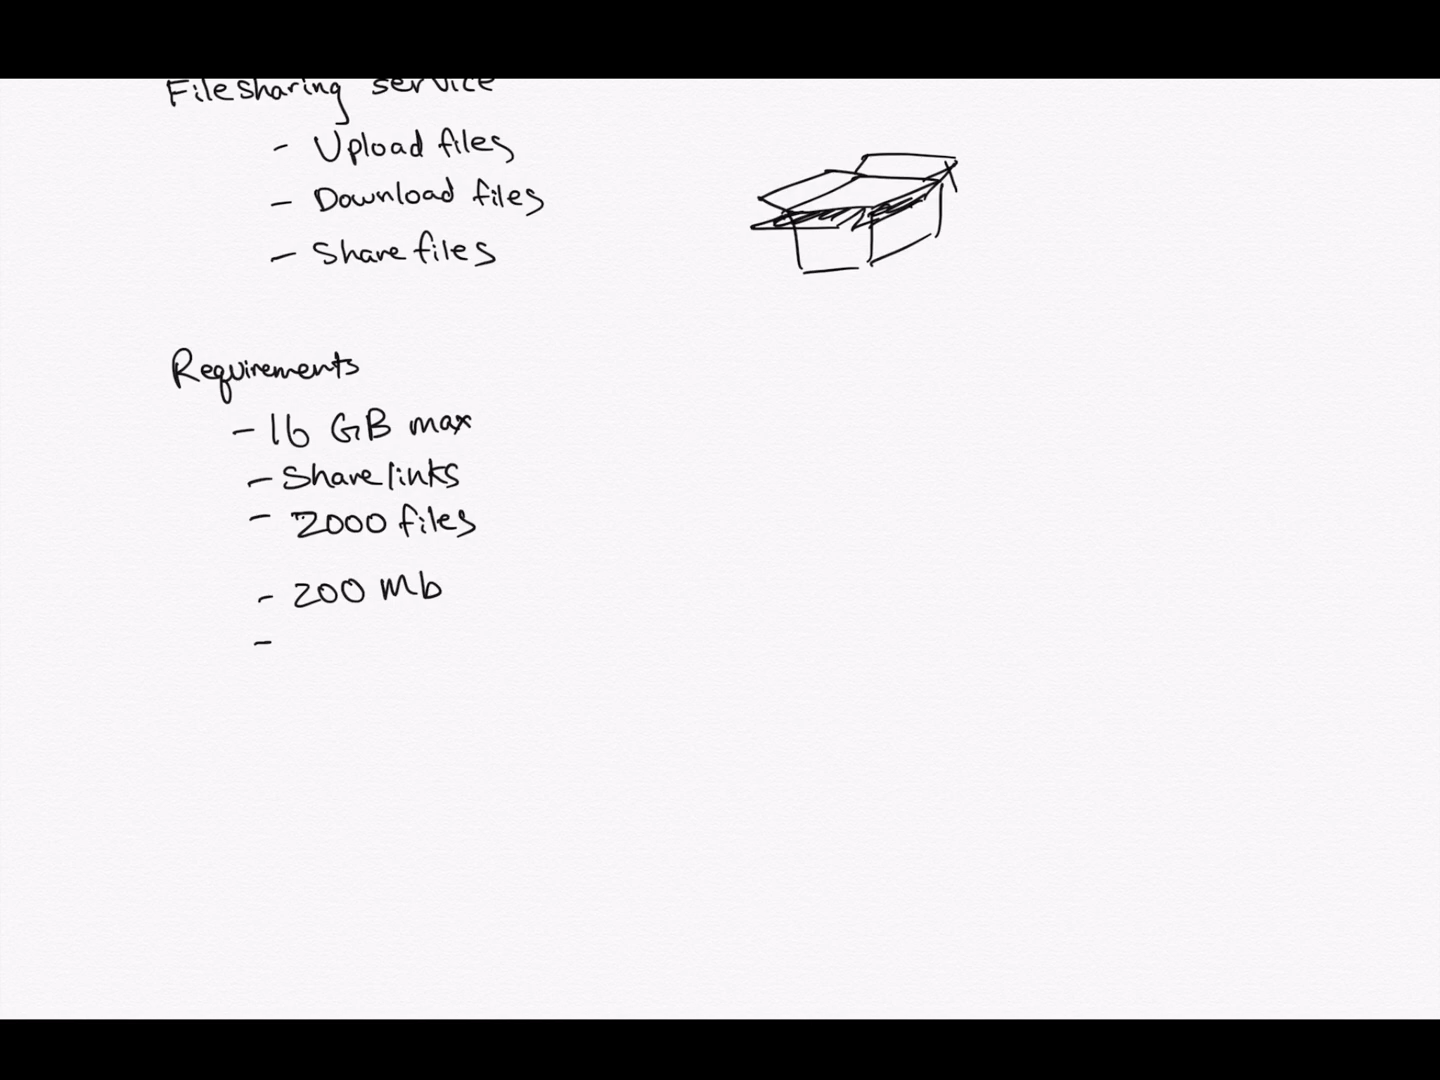 Filesharing service
- Upload files
- Download files
- Share files
Requirements
- 16 GB max
- Share links
- 2000 files
- 200 Mb
-